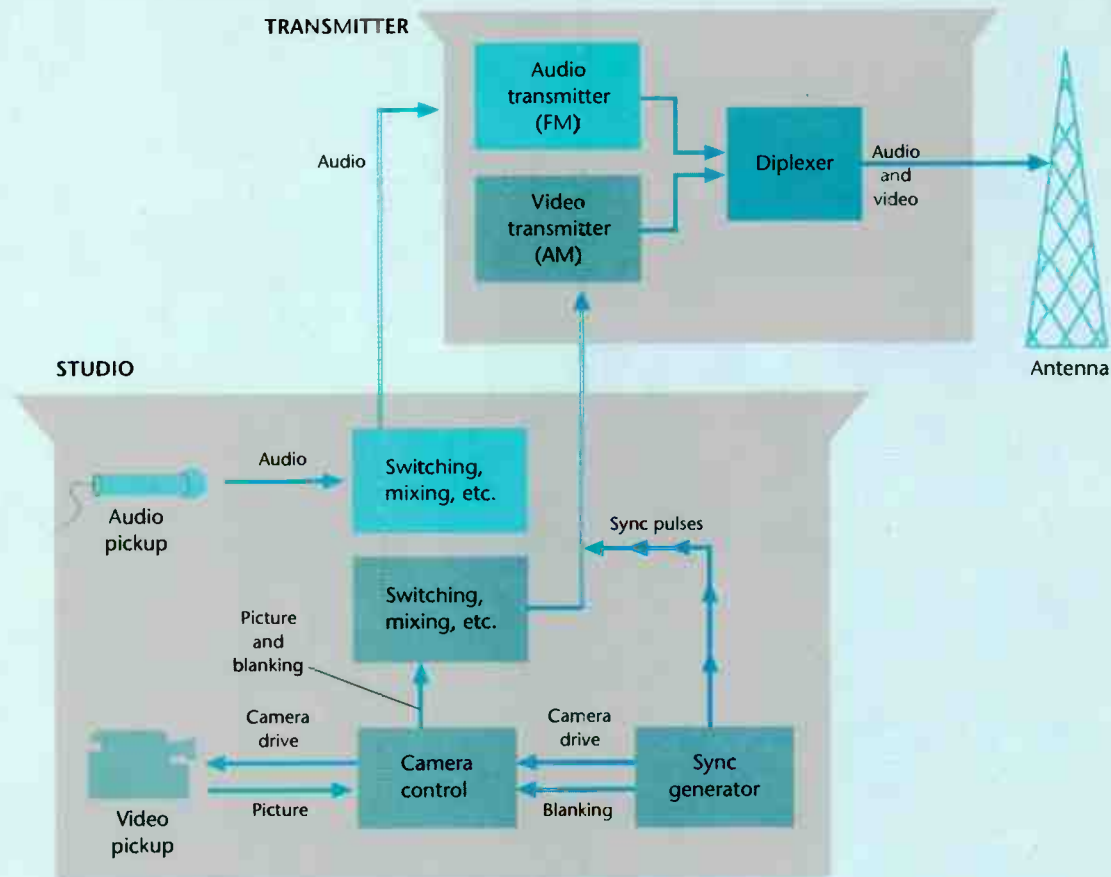 TRANSMITTER
Audio
transmitter
(FM)
Audio
Diplexer
Audio
and
video
Video
transmitter
(AM)
Antenna
STUDIO
Audio
Switching,
mixing, etc.
Audio
pickup
Sync pulses
Switching,
mixing, etc.
Picture
and
blanking
Camera
drive
Camera
drive
Camera
control
Sync
generator
Picture
Blanking
Video
pickup